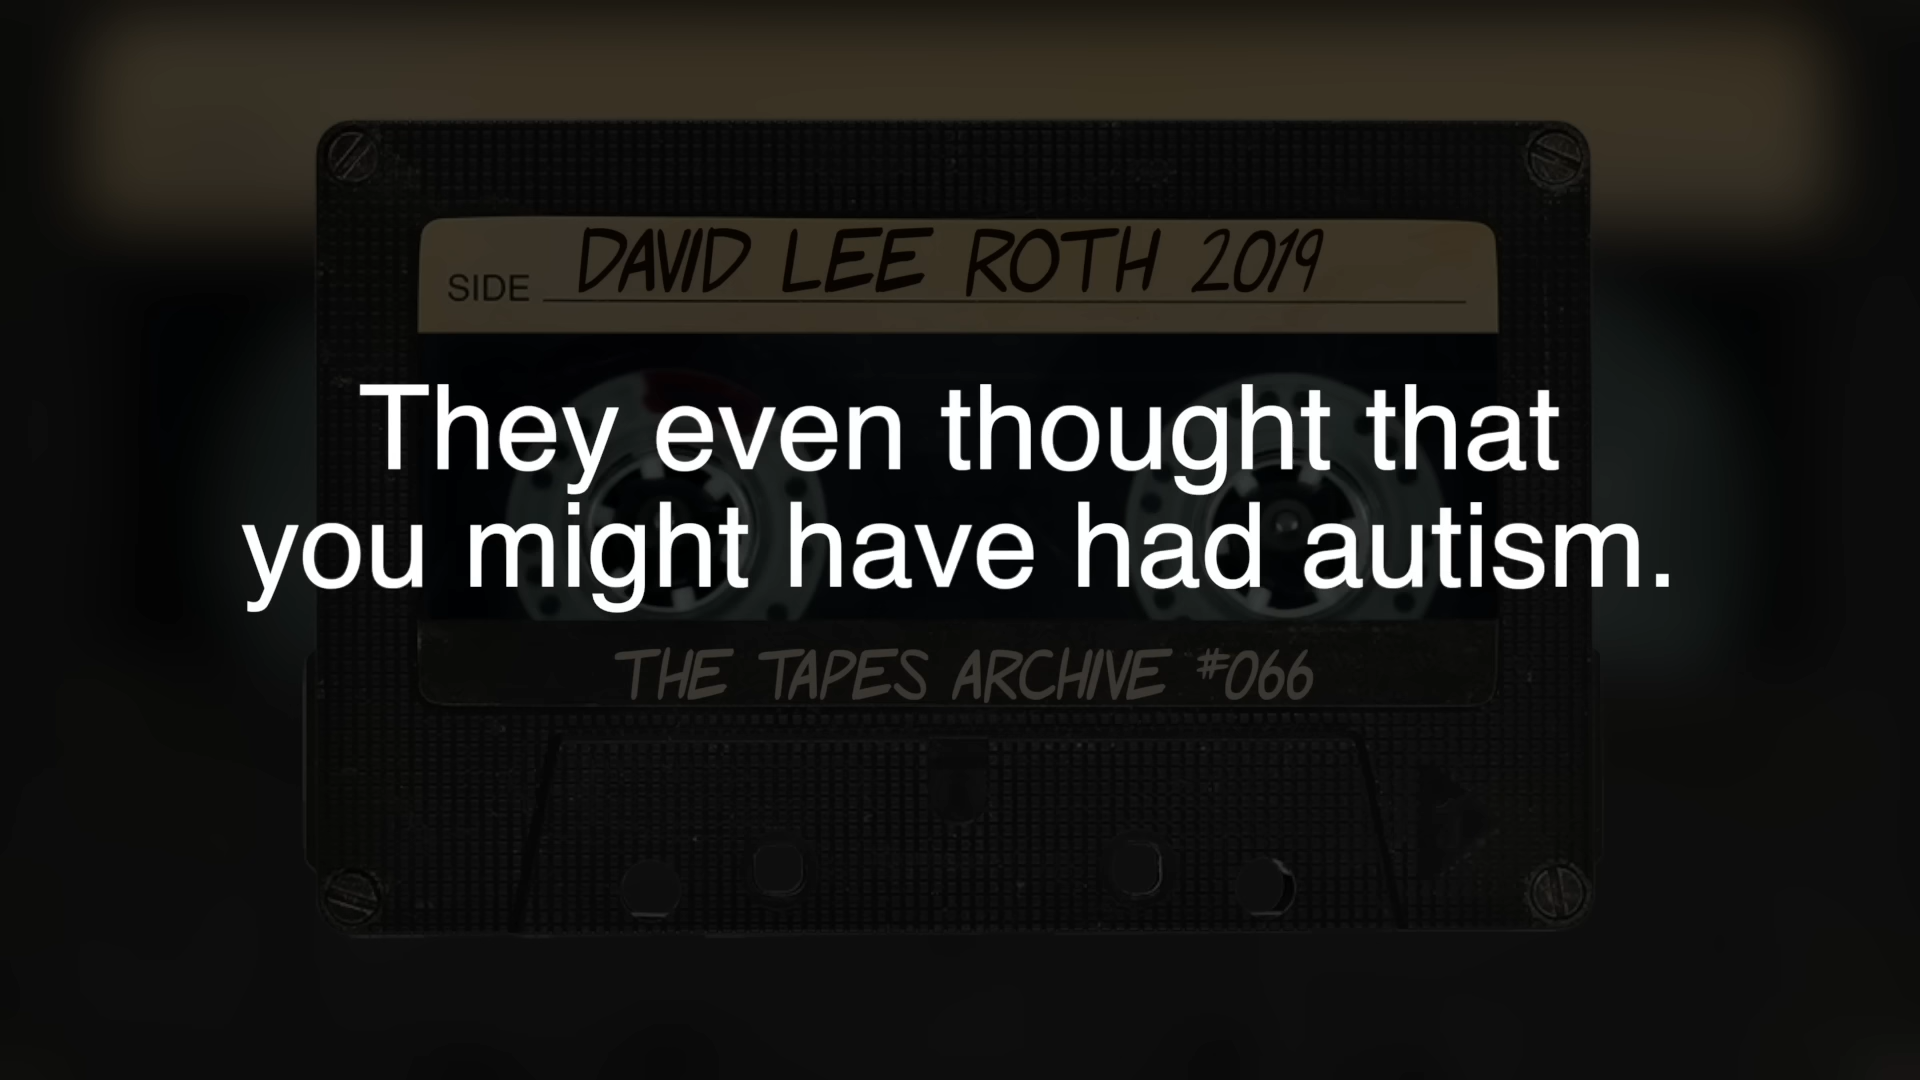 SIDE DAVID LEE ROTH 2019
They even thought that
you might have had autism.
THE TAPES ARCHIVE #066